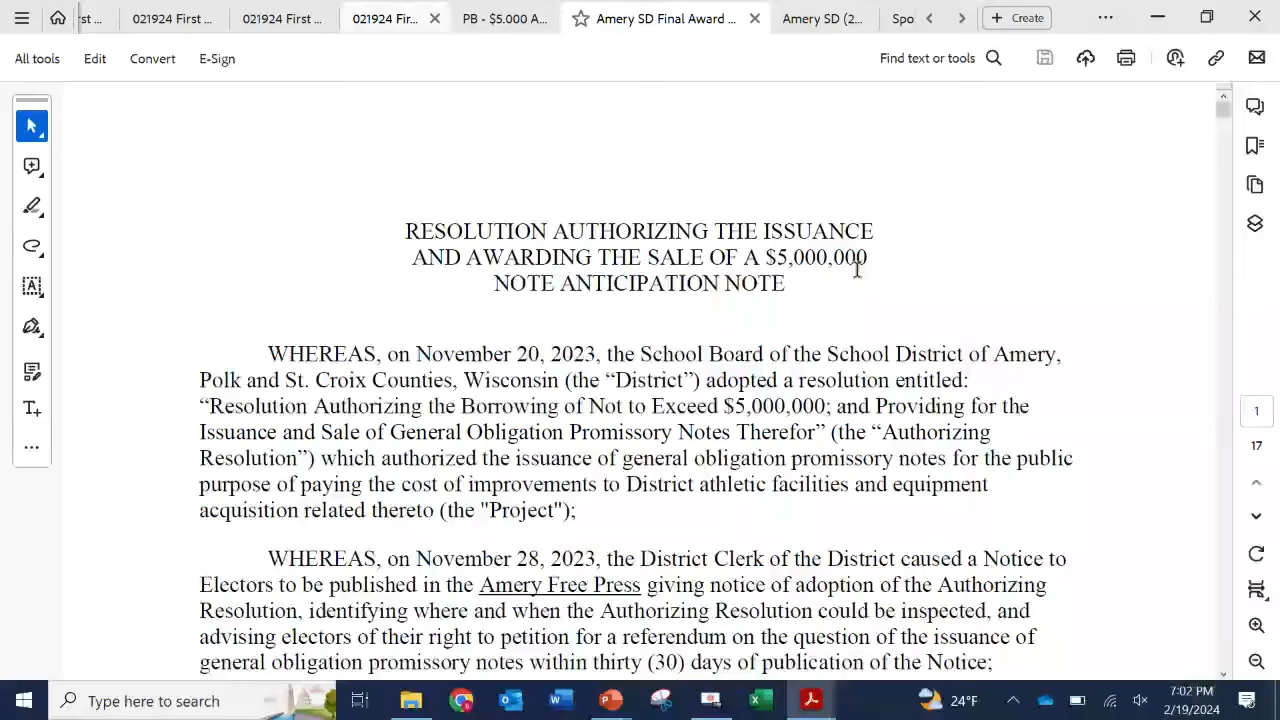 st ...
021924 First ...
021924 First ...
021924 Fir...
PB - $5.000 A...
Amery SD Final Award ...
Amery SD (2...
Spo
Create
All tools
Edit
Convert
E-Sign
Find text or tools
RESOLUTION AUTHORIZING THE ISSUANCE
AND AWARDING THE SALE OF A $5,000,000
NOTE ANTICIPATION NOTE
WHEREAS, on November 20, 2023, the School Board of the School District of Amery,
Polk and St. Croix Counties, Wisconsin (the “District”) adopted a resolution entitled:
“Resolution Authorizing the Borrowing of Not to Exceed $5,000,000; and Providing for the
Issuance and Sale of General Obligation Promissory Notes Therefor” (the “Authorizing
Resolution”) which authorized the issuance of general obligation promissory notes for the public
purpose of paying the cost of improvements to District athletic facilities and equipment
acquisition related thereto (the "Project");
WHEREAS, on November 28, 2023, the District Clerk of the District caused a Notice to
Electors to be published in the Amery Free Press giving notice of adoption of the Authorizing
Resolution, identifying where and when the Authorizing Resolution could be inspected, and
advising electors of their right to petition for a referendum on the question of the issuance of
general obligation promissory notes within thirty (30) days of publication of the Notice;
1
17
Type here to search
24°F
7:02 PM
2/19/2024